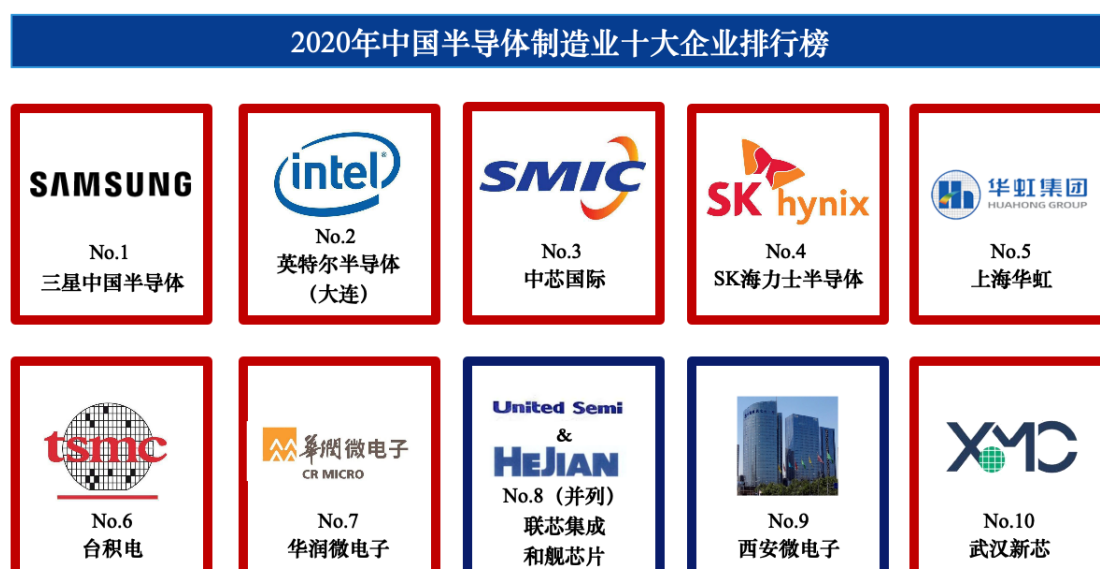 2020年中国半导体制造业十大企业排行榜
SAMSUNG
No.1
三星中国半导体
intel®
No.2
英特尔半导体
（大连）
SMIC
No.3
中芯国际
SK hynix
No.4
SK海力士半导体
华虹集团
HUAHONG GROUP
No.5
上海华虹
tsmc
No.6
台积电
華潤微电子
CR MICRO
No.7
华润微电子
United Semi
&
HEJIAN
No.8（并列）
联芯集成
和舰芯片
No.9
西安微电子
XMC
No.10
武汉新芯